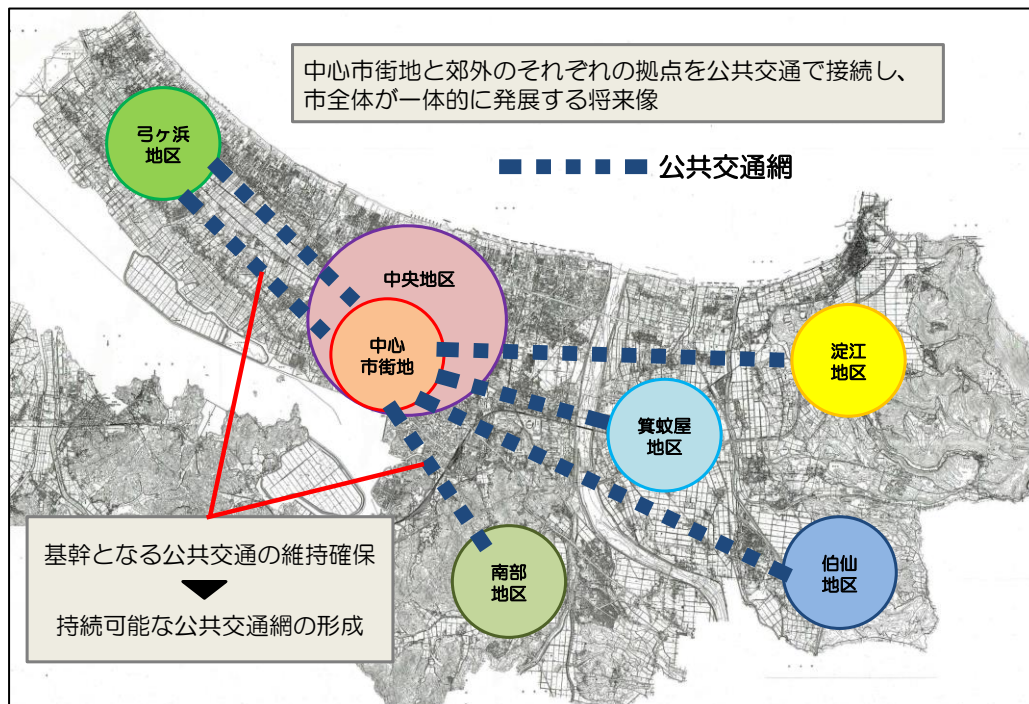 中心市街地と郊外のそれぞれの拠点を公共交通で接続し、
市全体が一体的に発展する将来像
弓ヶ浜
地区
公共交通網
中央地区
中心
市街地
淀江
地区
箕蚊屋
地区
基幹となる公共交通の維持確保
持続可能な公共交通網の形成
南部
地区
伯仙
地区